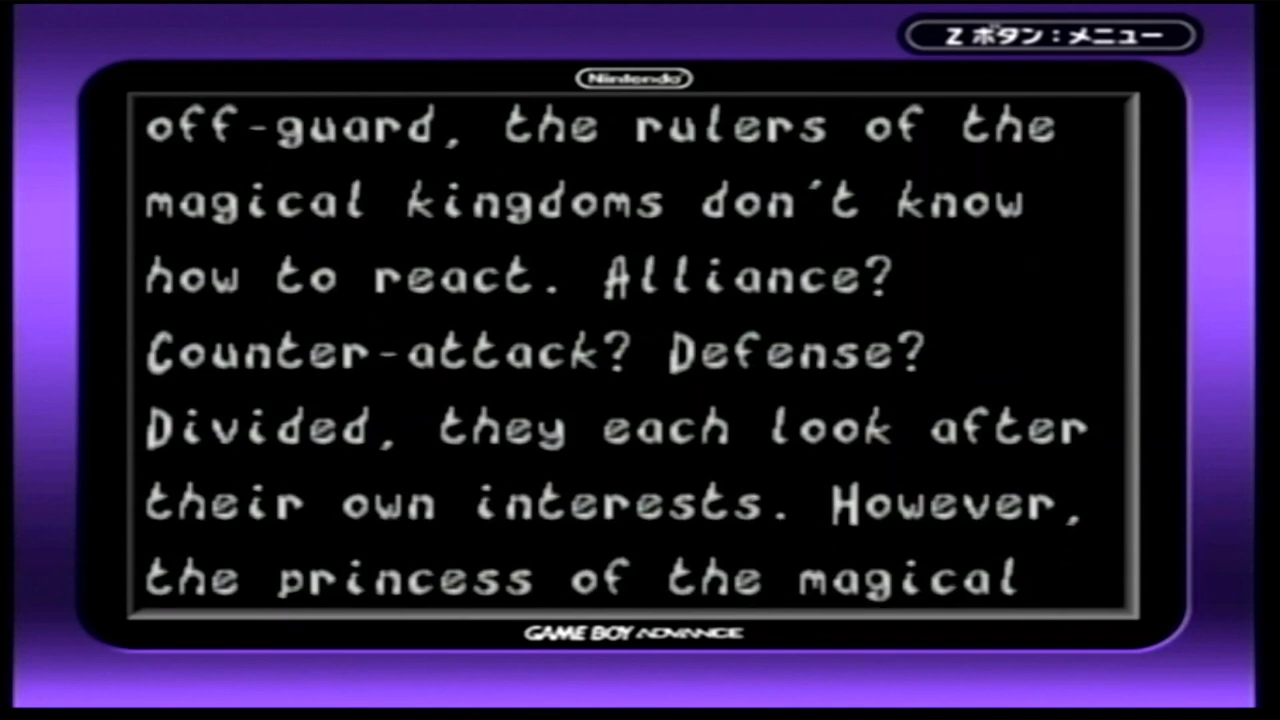 Z ボタン：メニュー
Nintendo
off-guard, the rulers of the
magical kingdoms don't know
how to react. Alliance?
Counter-attack? Defense?
Divided, they each look after
their own interests. However,
the princess of the magical
GAME BOY ADVANCE